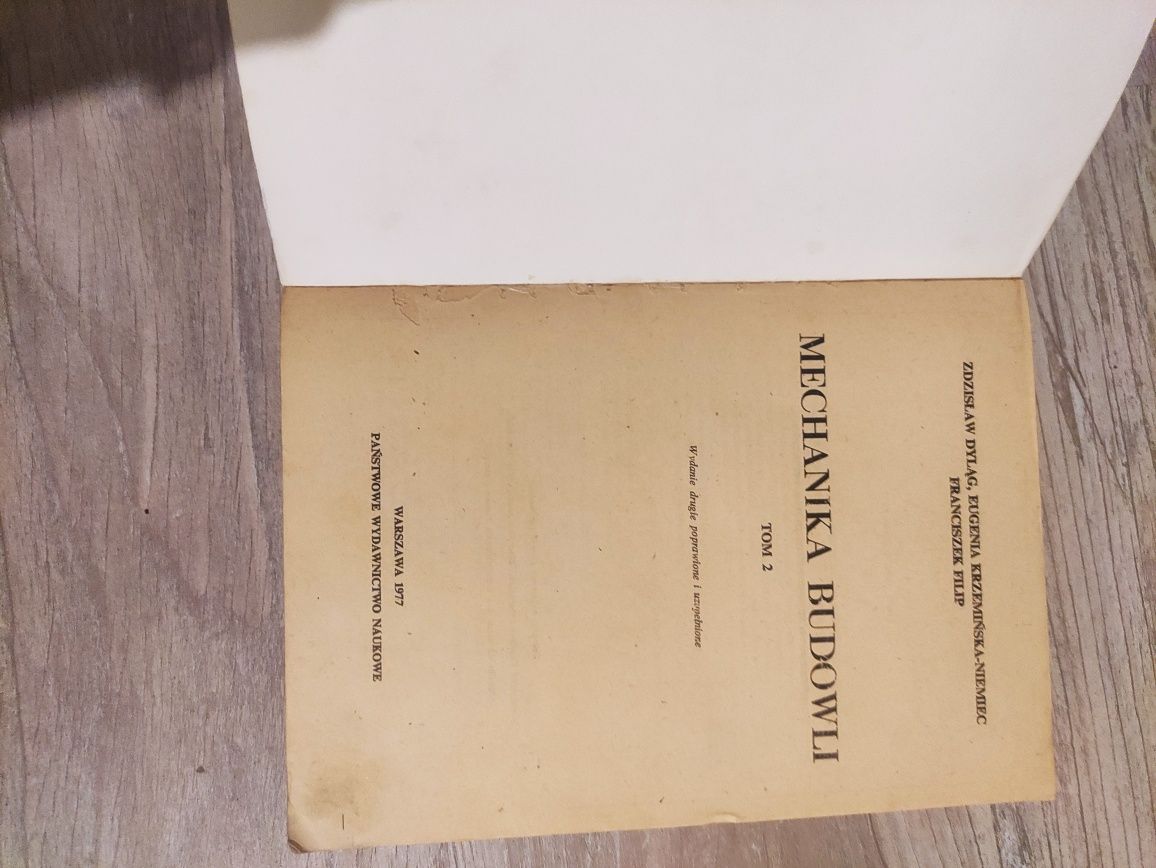 ZDZISŁAW DYLĄG, EUGENIA KRZEMIŃSKA-NIEMIEC
FRANCISZEK FILIP
MECHANIKA BUDOWLI
TOM 2
Wydanie drugie poprawione i uzupełnione
WARSZAWA 1977
PAŃSTWOWE WYDAWNICTWO NAUKOWE